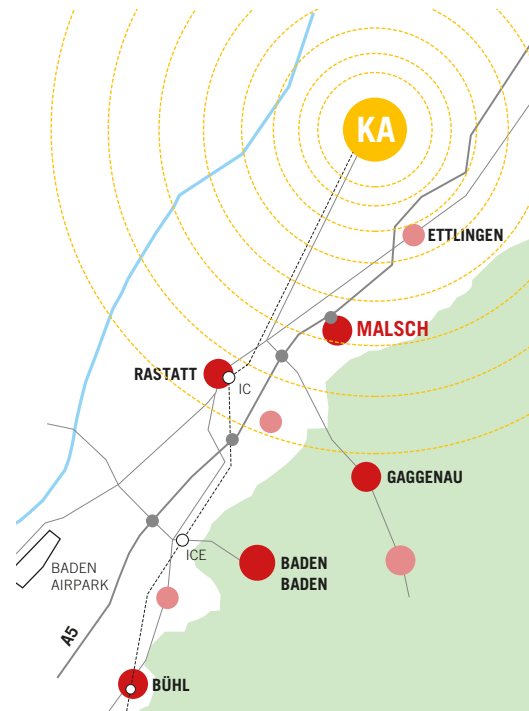 KA
ETTLINGEN
MALSCH
RASTATT
IC
GAGGENAU
ICE
BADEN
AIRPARK
BADEN
BADEN
A5
BÜHL